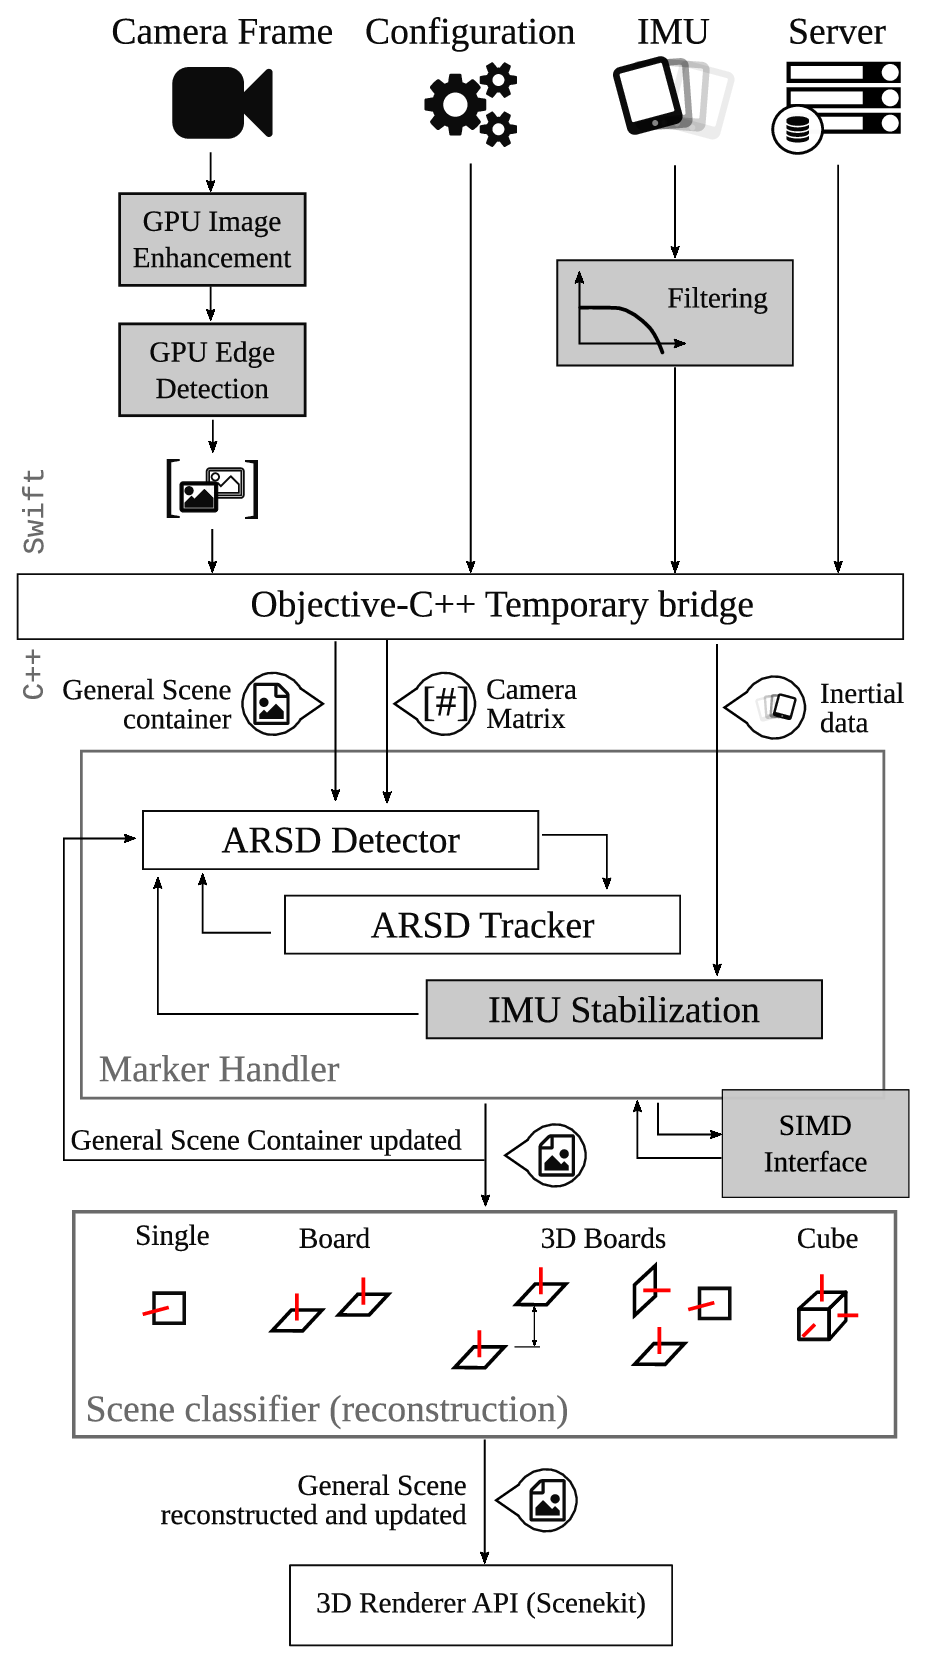 Camera Frame
Configuration
IMU
Server
GPU Image
Enhancement
Filtering
GPU Edge
Detection
Swift
Objective-C++ Temporary bridge
C++
General Scene
container
[#]
Camera
Matrix
Inertial
data
ARSD Detector
ARSD Tracker
IMU Stabilization
Marker Handler
General Scene Container updated
SIMD
Interface
Single
Board
3D Boards
Cube
Scene classifier (reconstruction)
General Scene
reconstructed and updated
3D Renderer API (Scenekit)